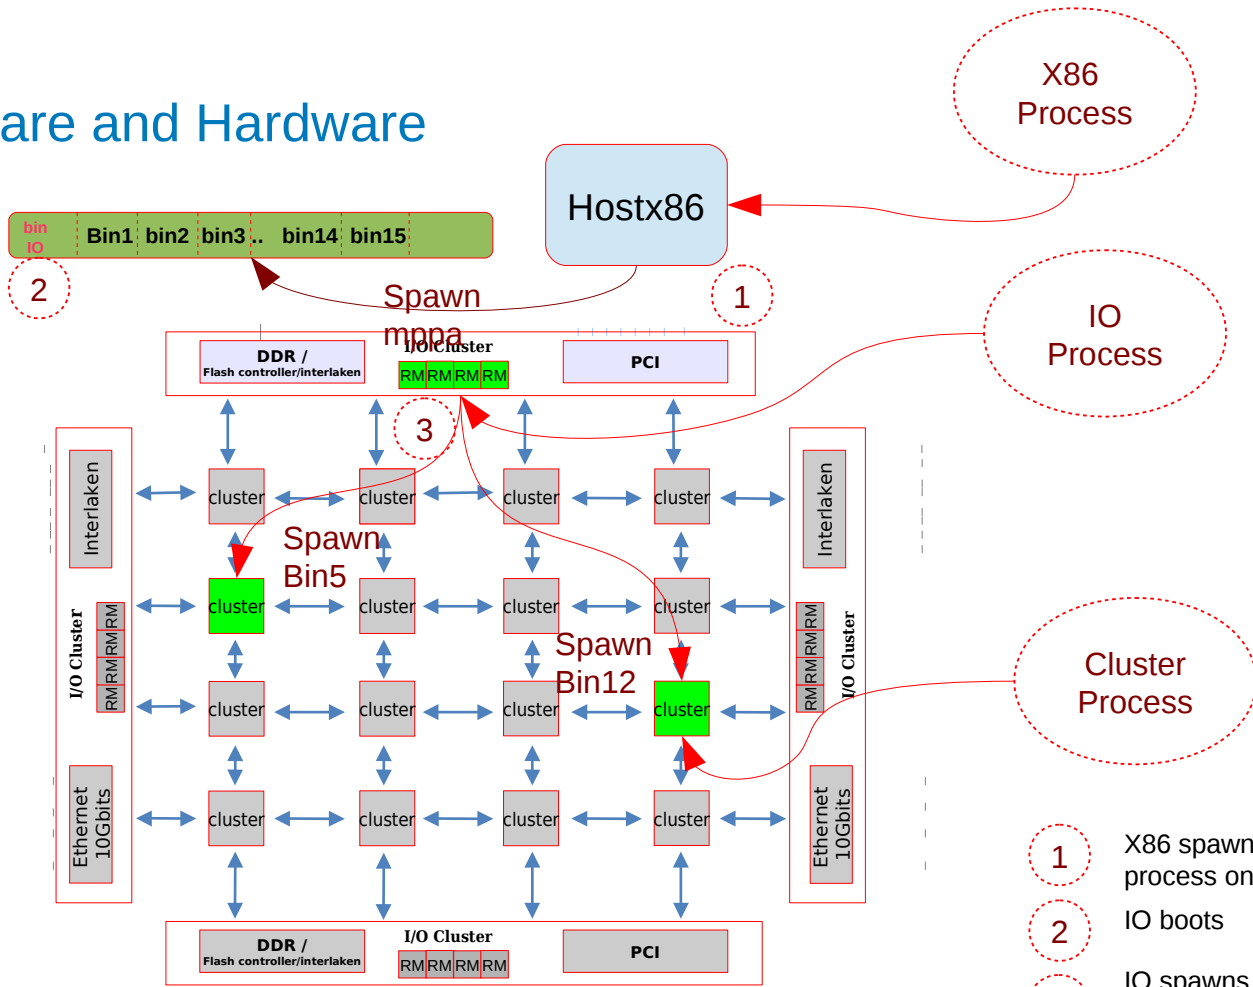 X86
Process
are and Hardware
Hostx86
bin
IO
Bin1 bin2 bin3 .. bin14 bin15
2
1
Spawn
mppa
IO
Process
DDR /
Flash controller/interlaken
I/O Cluster
RM RM RM RM
PCI
3
Interlaken
cluster cluster cluster cluster
Interlaken
Spawn
Bin5
cluster cluster cluster cluster
I/O Cluster
RM RM RM RM
RM RM RM RM
I/O Cluster
Spawn
Bin12
Cluster
Process
cluster cluster cluster cluster
Ethernet
10Gbits
cluster cluster cluster cluster
Ethernet
10Gbits
1
X86 spawn
process on
2
IO boots
IO spawns
DDR /
Flash controller/interlaken
I/O Cluster
RM RM RM RM
PCI